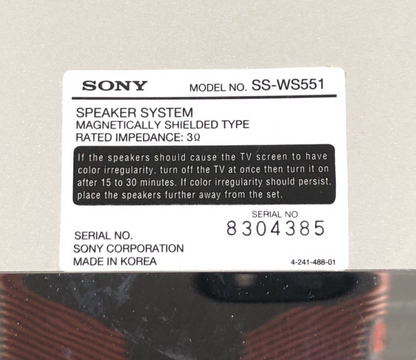 SONY MODEL NO. SS-WS551
SPEAKER SYSTEM
MAGNETICALLY SHIELDED TYPE
RATED IMPEDANCE: 3Ω
If the speakers should cause the TV screen to have
color irregularity, turn off the TV at once then turn it on
after 15 to 30 minutes. If color irregularity should persist,
place the speakers further away from the set.
SERIAL NO
8304385
SERIAL NO.
SONY CORPORATION
MADE IN KOREA 4-241-488-01